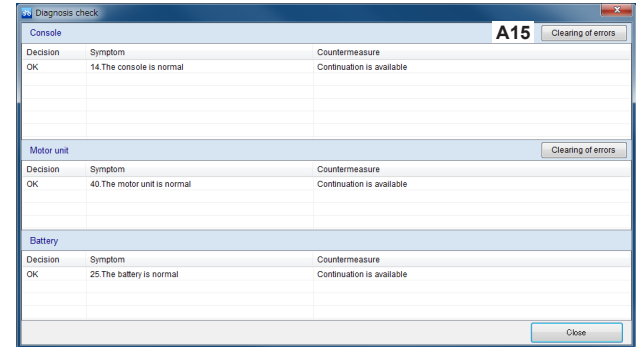 Diagnosis check
Console A15 Clearing of errors
Decision Symptom Countermeasure
OK 14.The console is normal Continuation is available
Motor unit Clearing of errors
Decision Symptom Countermeasure
OK 40.The motor unit is normal Continuation is available
Battery
Decision Symptom Countermeasure
OK 25.The battery is normal Continuation is available
Close